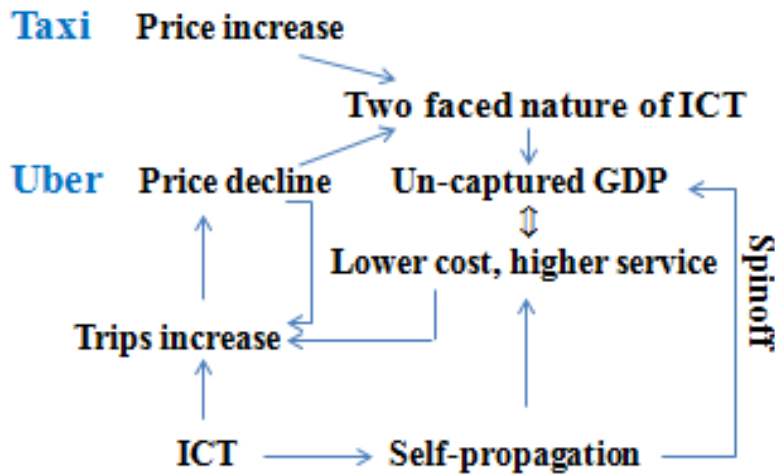 Taxi Price increase
Two faced nature of ICT
Uber Price decline Un-captured GDP
Lower cost, higher service
Spinoff
Trips increase
ICT Self-propagation